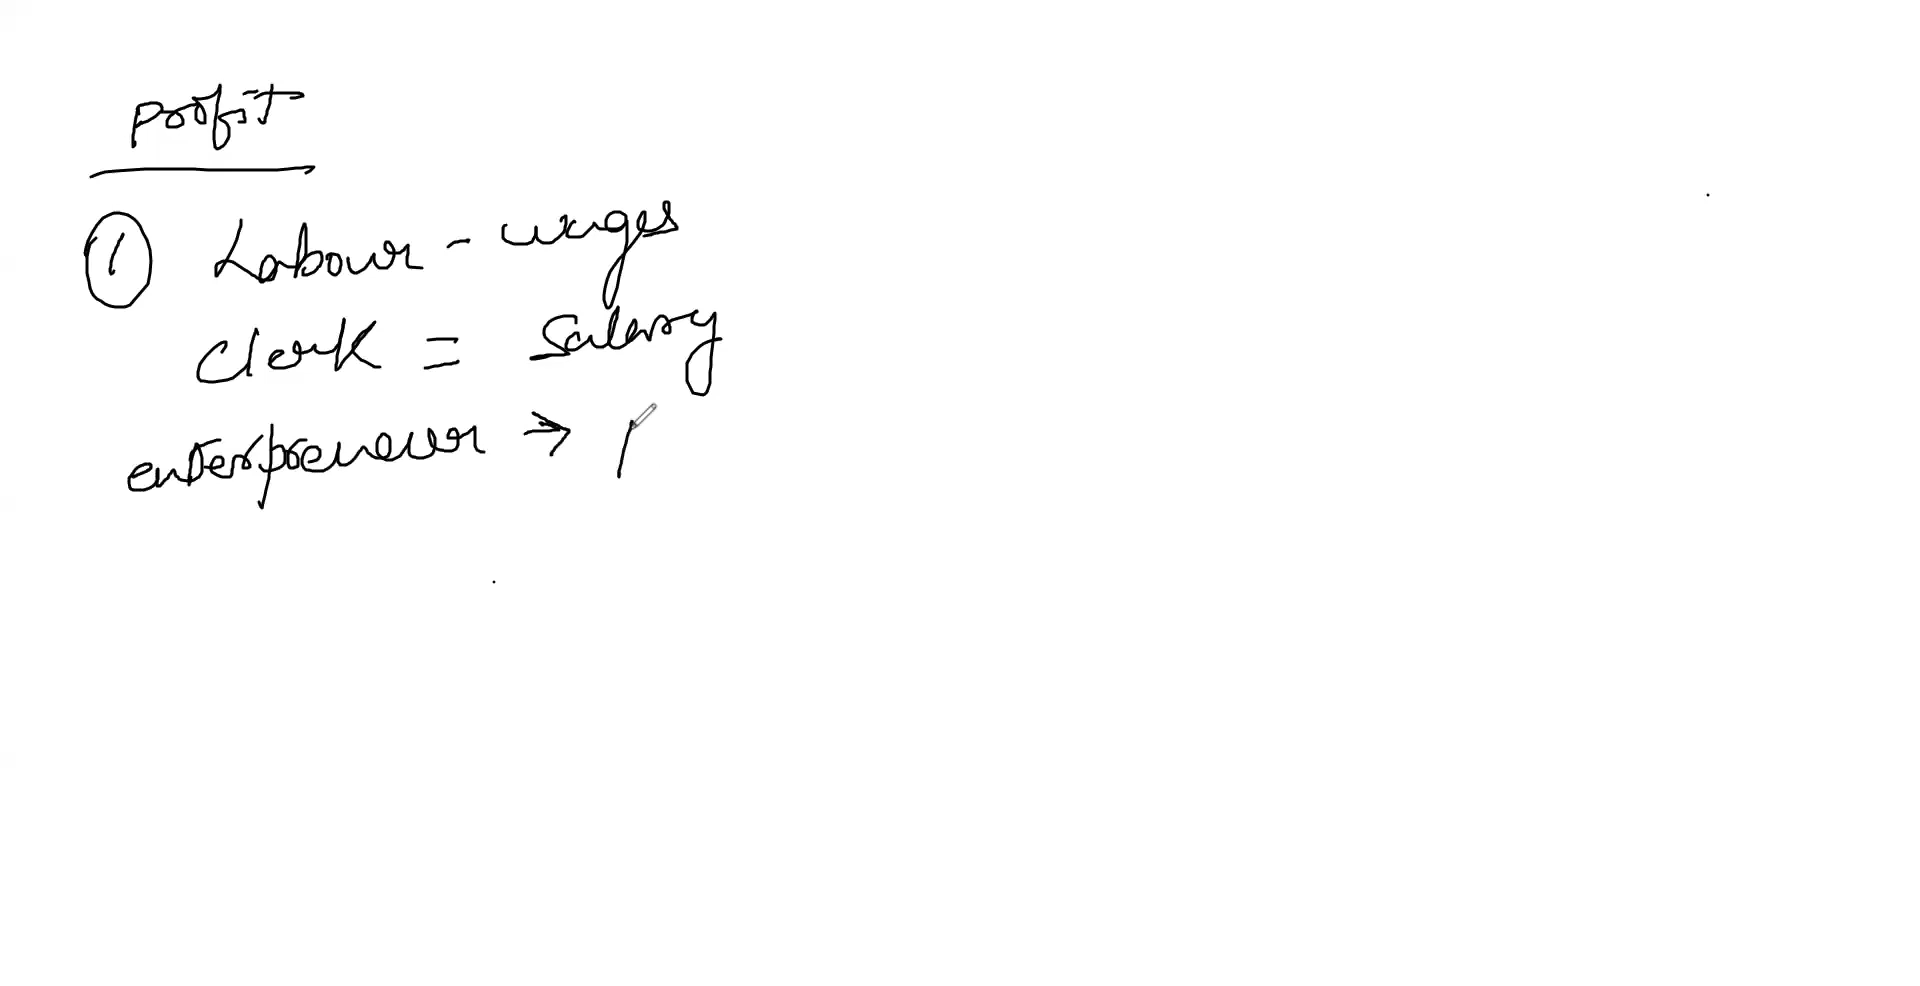 Profit
① Labour - wages
Clerk = Salary
enterpreneur →